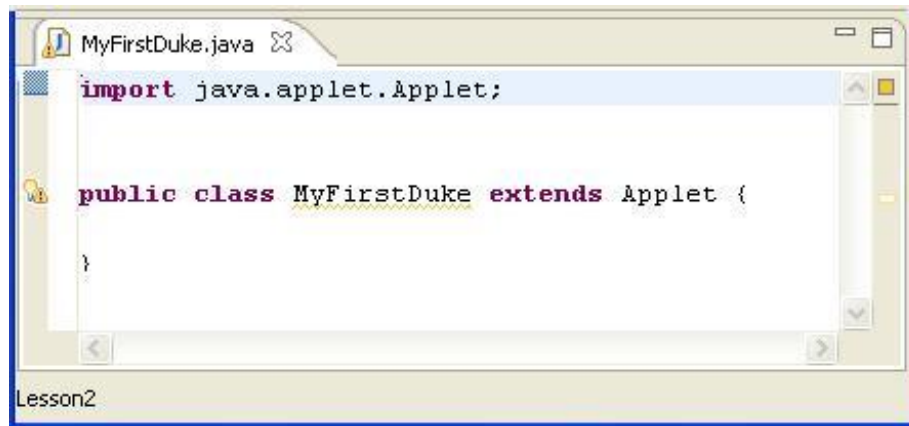 MyFirstDuke.java
import java.applet.Applet;
public class MyFirstDuke extends Applet {
}
Lesson2